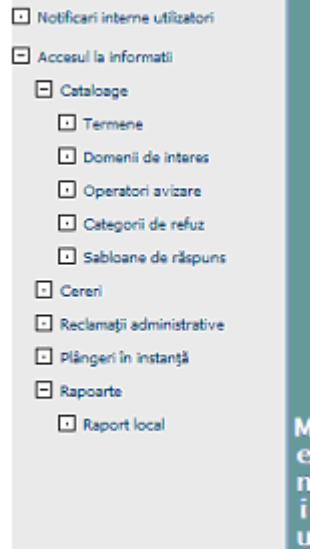 Notificari interne utilizatori
Accesul la informatii
Cataloage
Termene
Domenii de interes
Operatori avizare
Categorii de refuz
Sabloane de răspuns
Cereri
Reclamaţii administrative
Plângeri în instanţă
Rapoarte
Raport local
Meniu